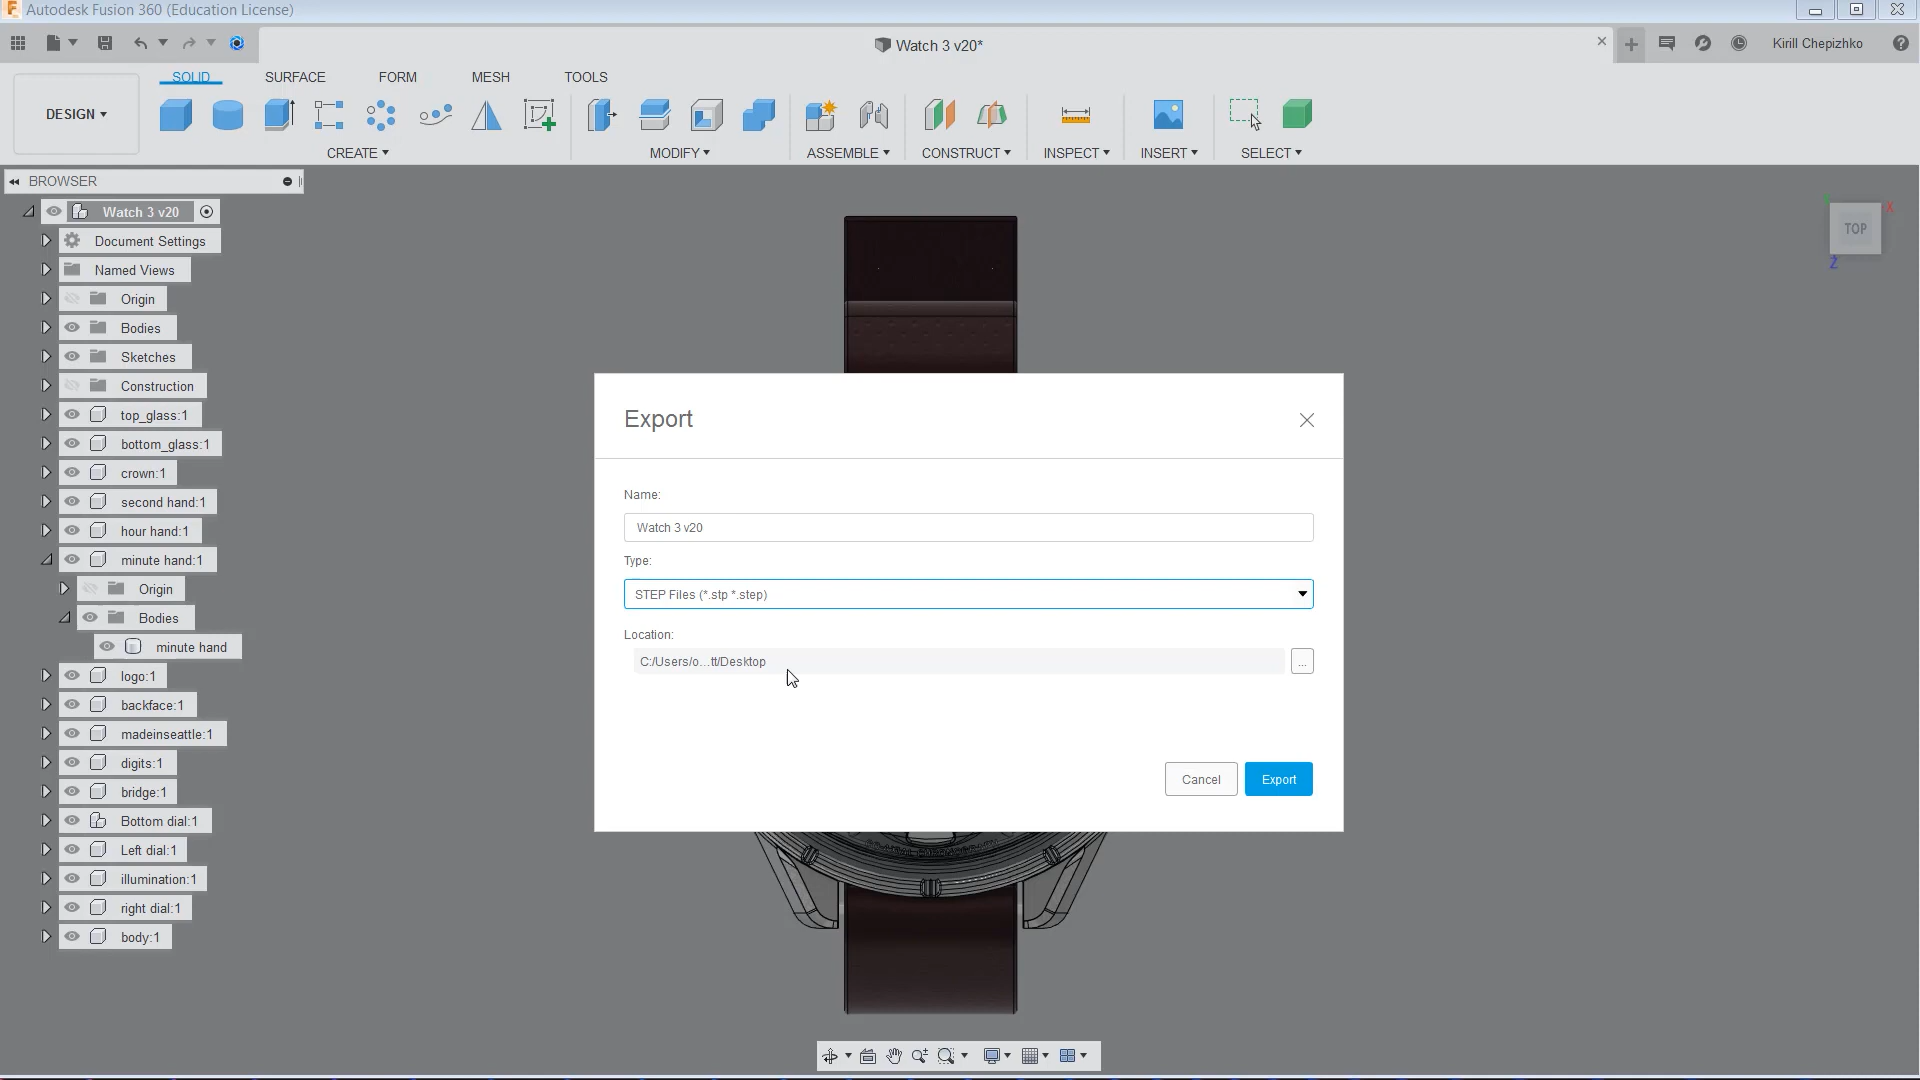 Autodesk Fusion 360 (Education License)
Watch 3 v20*
Kirill Chepizhko
DESIGN
SOLID
SURFACE
FORM
MESH
TOOLS
CREATE
MODIFY
ASSEMBLE
CONSTRUCT
INSPECT
INSERT
SELECT
BROWSER
Watch 3 v20
Document Settings
Named Views
Origin
Bodies
Sketches
Construction
top_glass:1
bottom_glass:1
crown:1
second hand:1
hour hand:1
minute hand:1
Origin
Bodies
minute hand
logo:1
backface:1
madeinseattle:1
digits:1
bridge:1
Bottom dial:1
Left dial:1
illumination:1
right dial:1
body:1
TOP
X
Z
Export
Name:
Watch 3 v20
Type:
STEP Files (*.stp *.step)
Location:
C:/Users/o...tt/Desktop
...
Cancel
Export